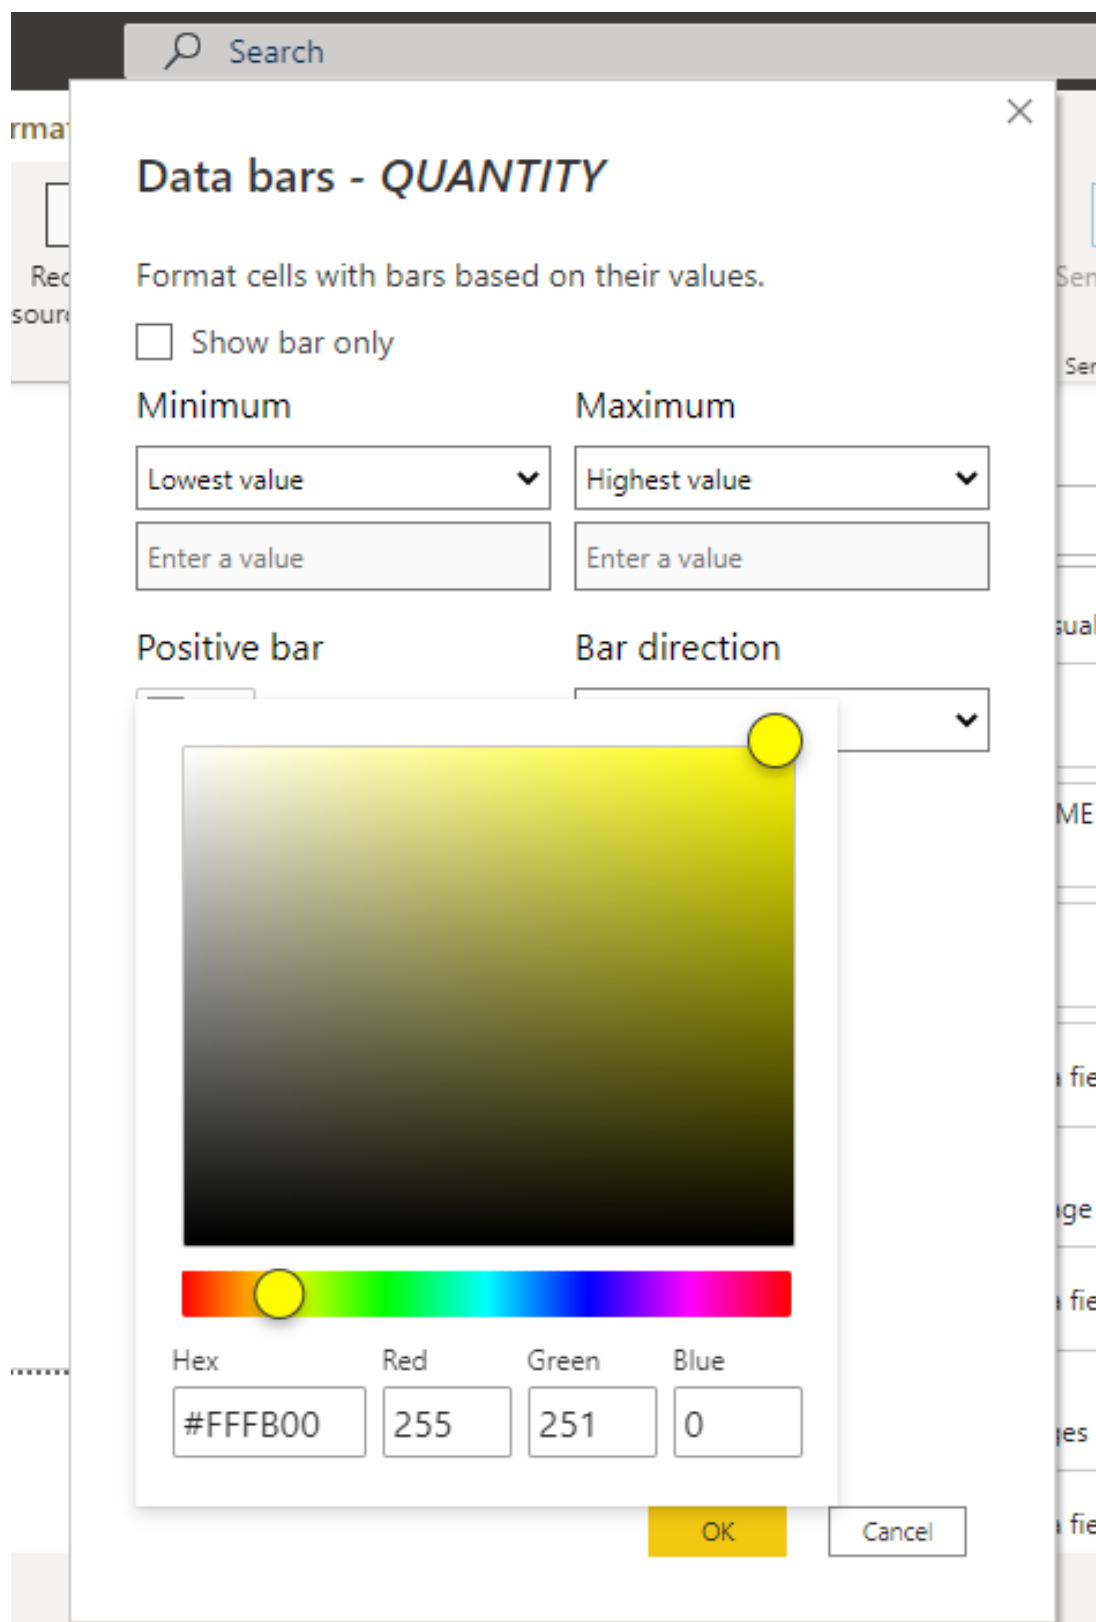 Search
Data bars - QUANTITY
Format cells with bars based on their values.
Show bar only
Minimum Maximum
Lowest value Highest value
Enter a value Enter a value
Positive bar Bar direction
ME
Hex Red Green Blue
#FFFB00 255 251 0
OK Cancel